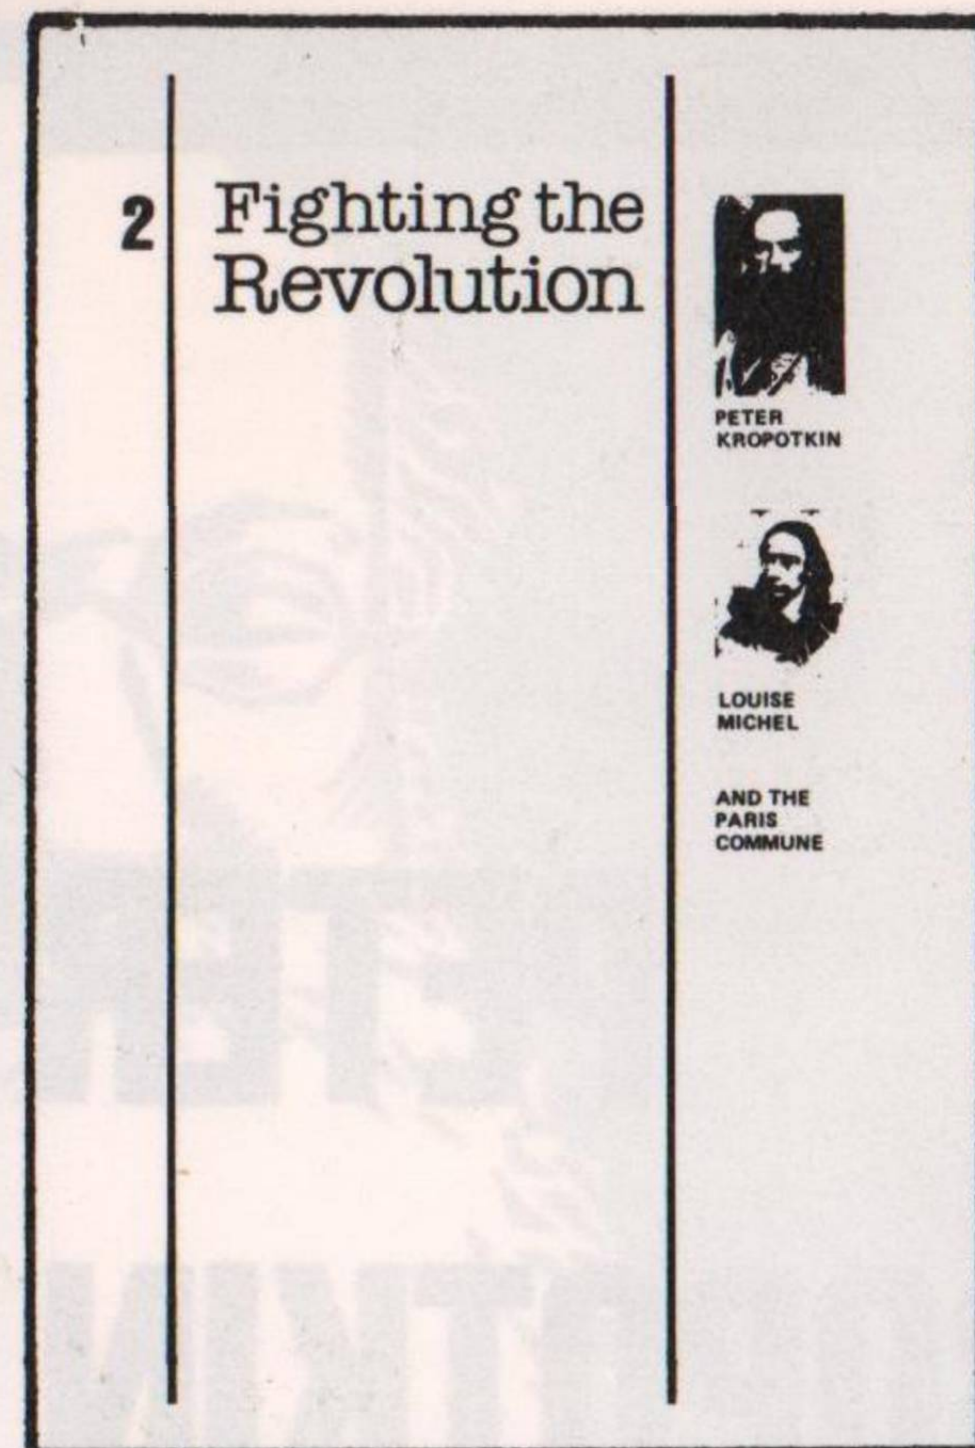 2
Fighting the
Revolution
PETER
KROPOTKIN
LOUISE
MICHEL
AND THE
PARIS
COMMUNE